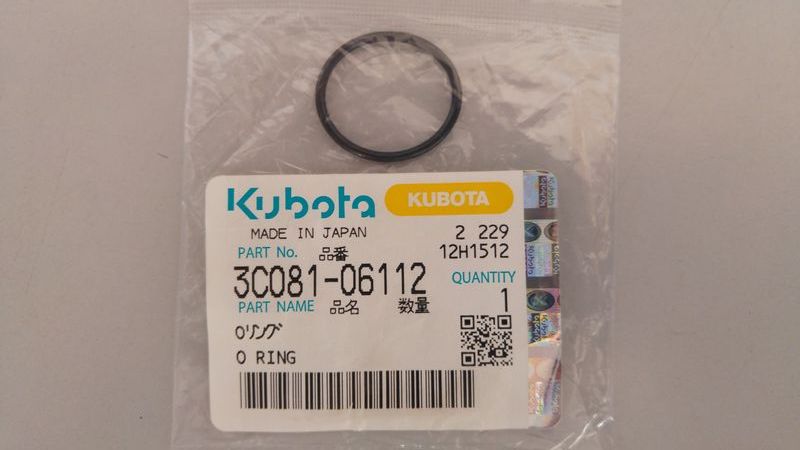 Kubota KUBOTA
MADE IN JAPAN 2 229
PART No. 品番 12H1512
3C081-06112 QUANTITY
PART NAME 品名 数量 1
Oリング
O RING